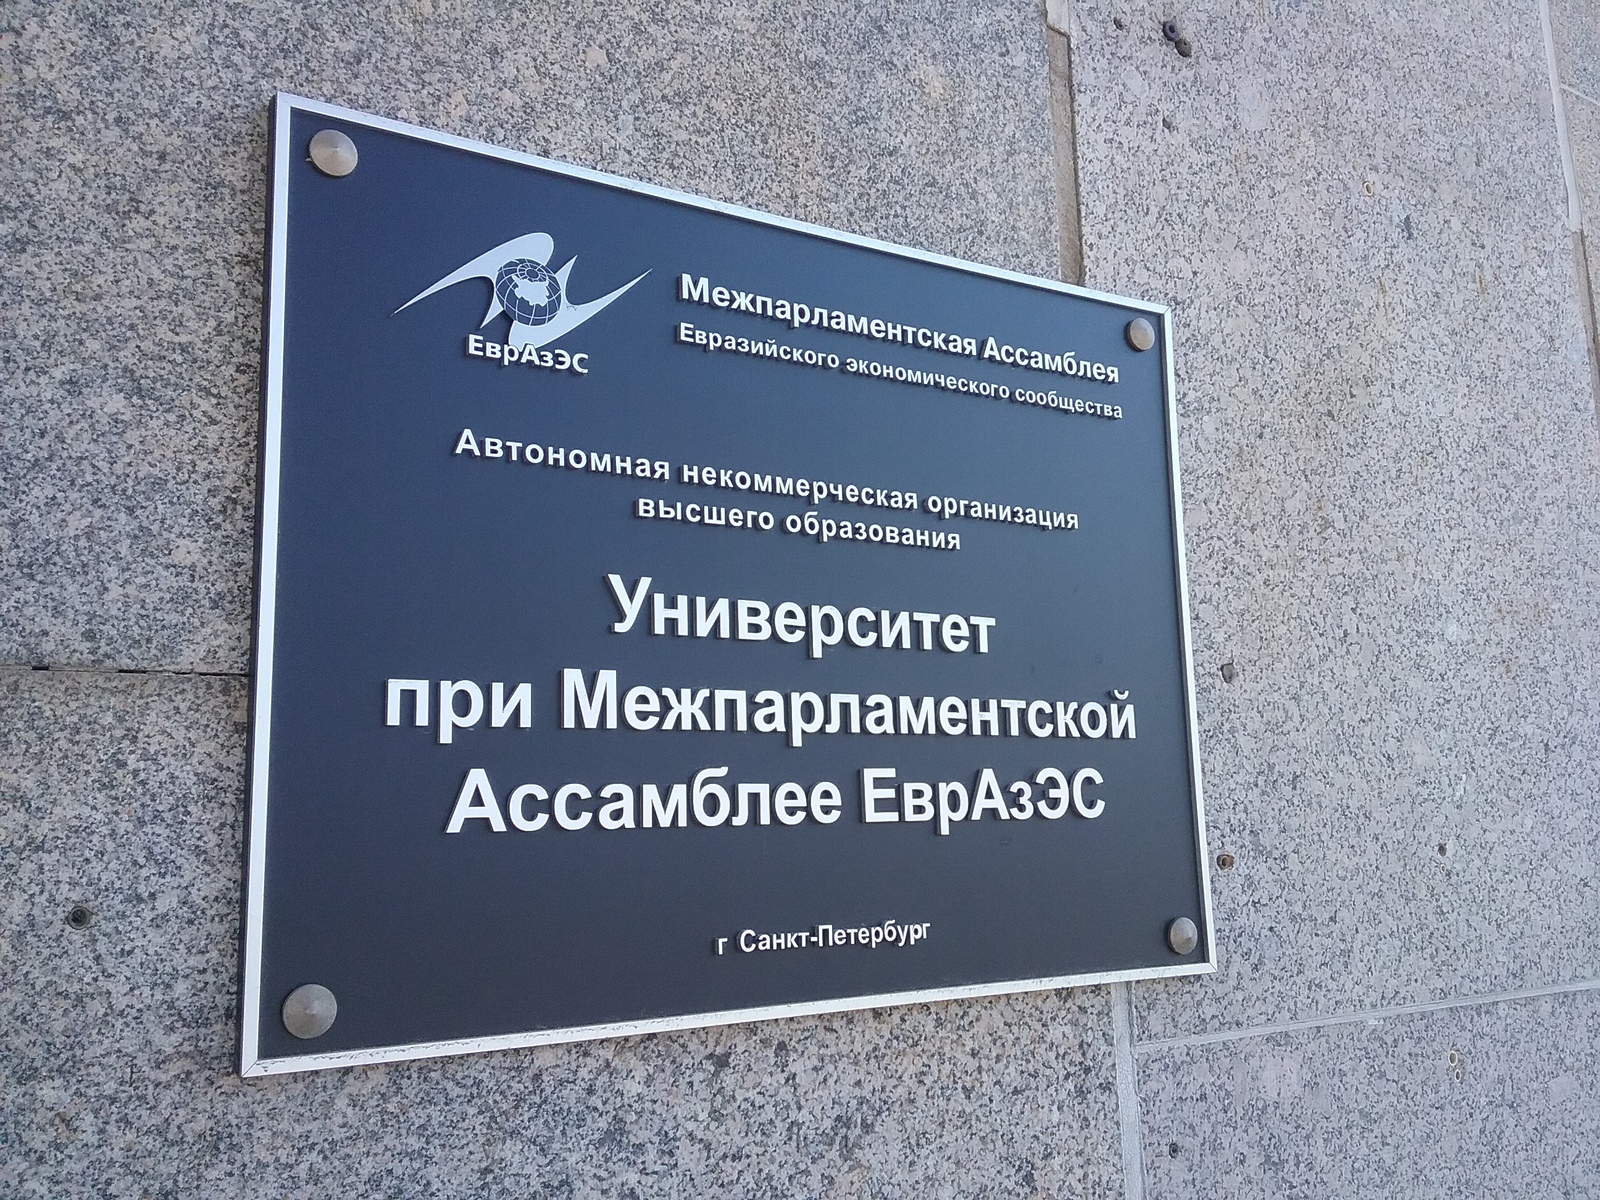 ЕврАзЭС
Межпарламентская Ассамблея
Евразийского экономического сообщества
Автономная некоммерческая организация
высшего образования
Университет
при Межпарламентской
Ассамблее ЕврАзЭС
г Санкт-Петербург